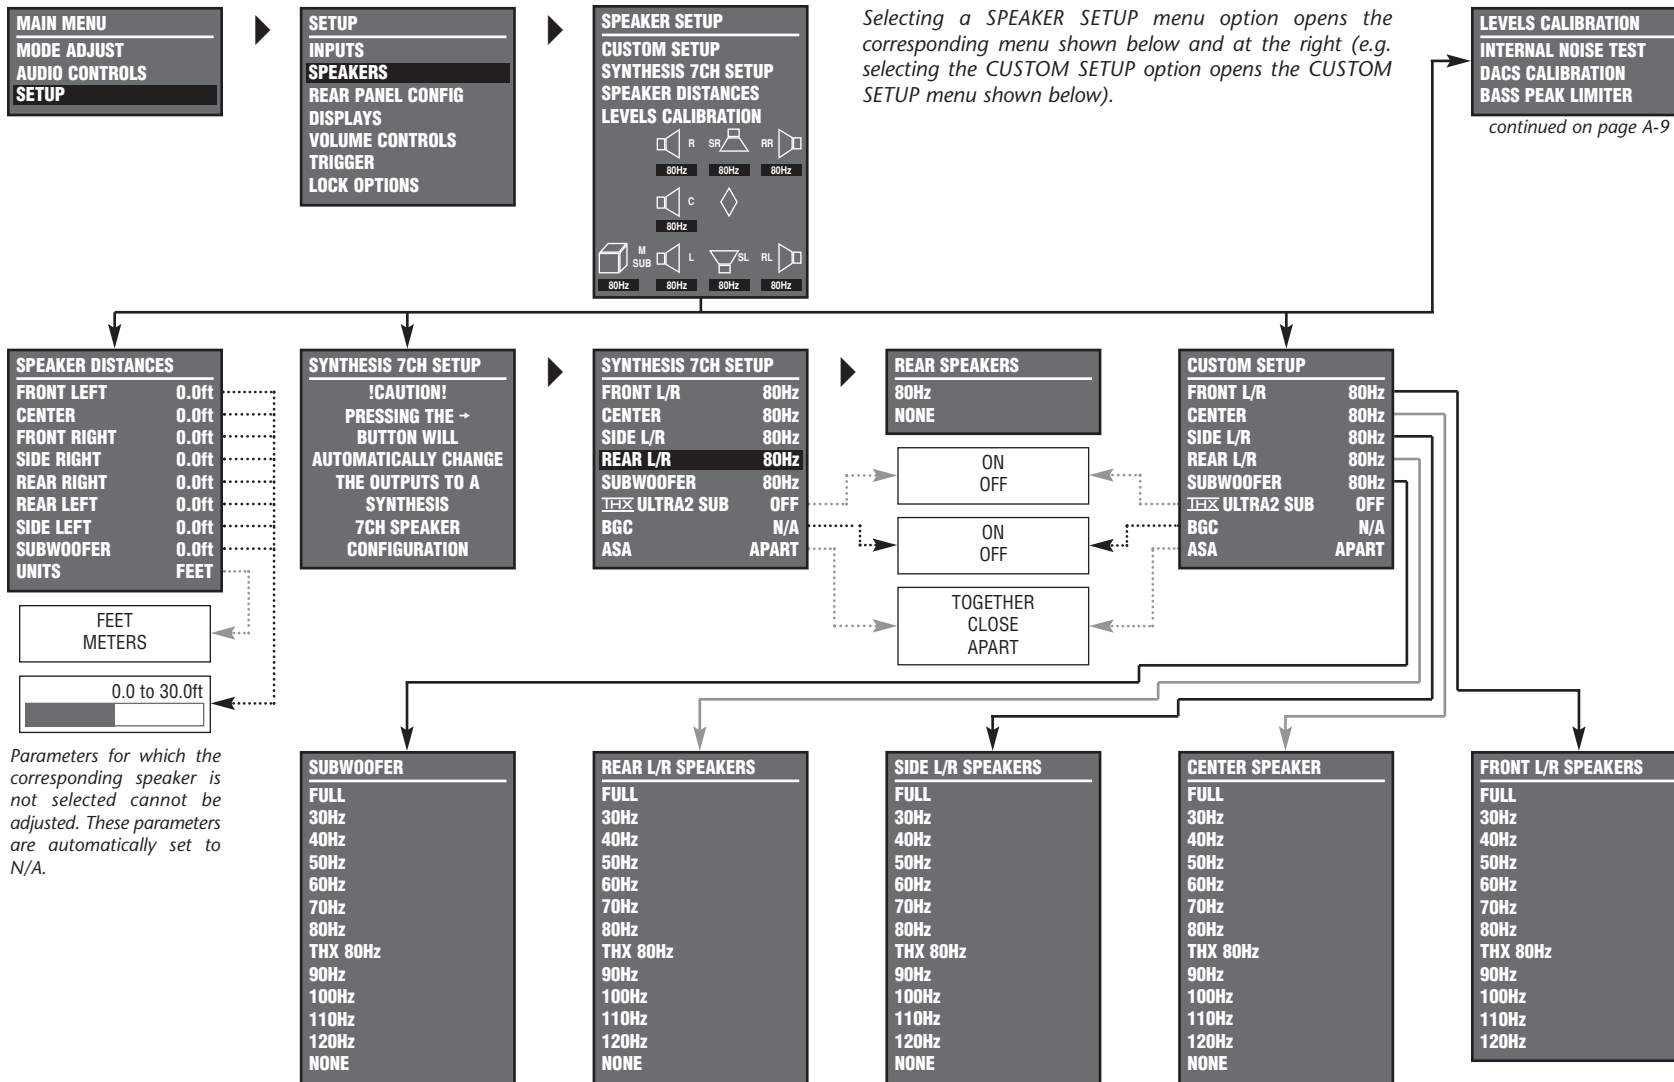 MAIN MENU
MODE ADJUST
AUDIO CONTROLS
SETUP
SETUP
INPUTS
SPEAKERS
REAR PANEL CONFIG
DISPLAYS
VOLUME CONTROLS
TRIGGER
LOCK OPTIONS
SPEAKER SETUP
CUSTOM SETUP
SYNTHESIS 7CH SETUP
SPEAKER DISTANCES
LEVELS CALIBRATION
R SR RR
80Hz 80Hz 80Hz
C
80Hz
M
SUB L SL RL
80Hz 80Hz 80Hz 80Hz
Selecting a SPEAKER SETUP menu option opens the
corresponding menu shown below and at the right (e.g.
selecting the CUSTOM SETUP option opens the CUSTOM
SETUP menu shown below).
LEVELS CALIBRATION
INTERNAL NOISE TEST
DACS CALIBRATION
BASS PEAK LIMITER
continued on page A-9
SPEAKER DISTANCES
FRONT LEFT 0.0ft
CENTER 0.0ft
FRONT RIGHT 0.0ft
SIDE RIGHT 0.0ft
REAR RIGHT 0.0ft
REAR LEFT 0.0ft
SIDE LEFT 0.0ft
SUBWOOFER 0.0ft
UNITS FEET
FEET
METERS
0.0 to 30.0ft
Parameters for which the
corresponding speaker is
not selected cannot be
adjusted. These parameters
are automatically set to
N/A.
SYNTHESIS 7CH SETUP
!CAUTION!
PRESSING THE →
BUTTON WILL
AUTOMATICALLY CHANGE
THE OUTPUTS TO A
SYNTHESIS
7CH SPEAKER
CONFIGURATION
SYNTHESIS 7CH SETUP
FRONT L/R 80Hz
CENTER 80Hz
SIDE L/R 80Hz
REAR L/R 80Hz
SUBWOOFER 80Hz
THX ULTRA2 SUB OFF
BGC N/A
ASA APART
REAR SPEAKERS
80Hz
NONE
ON
OFF
ON
OFF
TOGETHER
CLOSE
APART
CUSTOM SETUP
FRONT L/R 80Hz
CENTER 80Hz
SIDE L/R 80Hz
REAR L/R 80Hz
SUBWOOFER 80Hz
THX ULTRA2 SUB OFF
BGC N/A
ASA APART
SUBWOOFER
FULL
30Hz
40Hz
50Hz
60Hz
70Hz
80Hz
THX 80Hz
90Hz
100Hz
110Hz
120Hz
NONE
REAR L/R SPEAKERS
FULL
30Hz
40Hz
50Hz
60Hz
70Hz
80Hz
THX 80Hz
90Hz
100Hz
110Hz
120Hz
NONE
SIDE L/R SPEAKERS
FULL
30Hz
40Hz
50Hz
60Hz
70Hz
80Hz
THX 80Hz
90Hz
100Hz
110Hz
120Hz
NONE
CENTER SPEAKER
FULL
30Hz
40Hz
50Hz
60Hz
70Hz
80Hz
THX 80Hz
90Hz
100Hz
110Hz
120Hz
NONE
FRONT L/R SPEAKERS
FULL
30Hz
40Hz
50Hz
60Hz
70Hz
80Hz
THX 80Hz
90Hz
100Hz
110Hz
120Hz